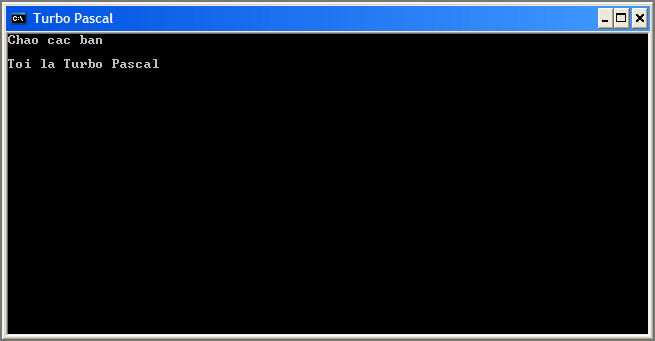 Turbo Pascal
Chao cac ban
Toi la Turbo Pascal